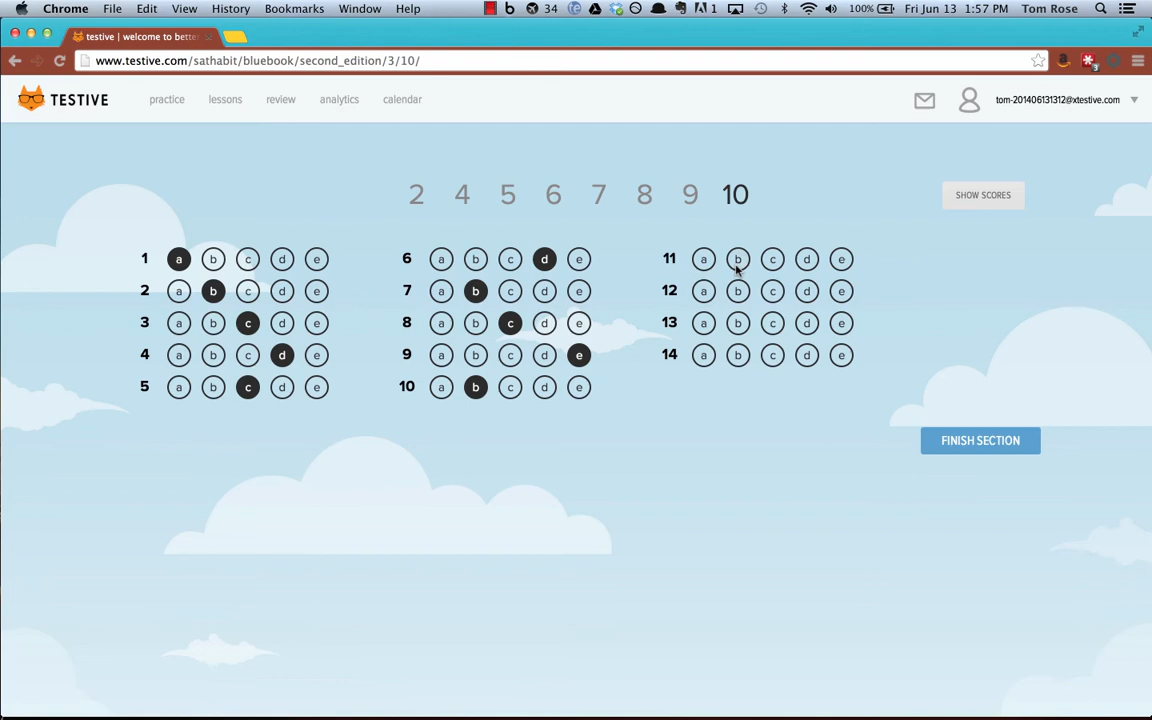 Chrome File Edit View History Bookmarks Window Help 34 1 100% Fri Jun 13 1:57 PM Tom Rose
testive | welcome to bette
www.testive.com/sathabit/bluebook/second_edition/3/10/
3
TESTIVE practice lessons review analytics calendar tom-201406131312@xtestive.com
2 4 5 6 7 8 9 10 SHOW SCORES
1 a b c d e 6 a b c d e 11 a b c d e
2 a b c d e 7 a b c d e 12 a b c d e
3 a b c d e 8 a b c d e 13 a b c d e
4 a b c d e 9 a b c d e 14 a b c d e
5 a b c d e 10 a b c d e
FINISH SECTION